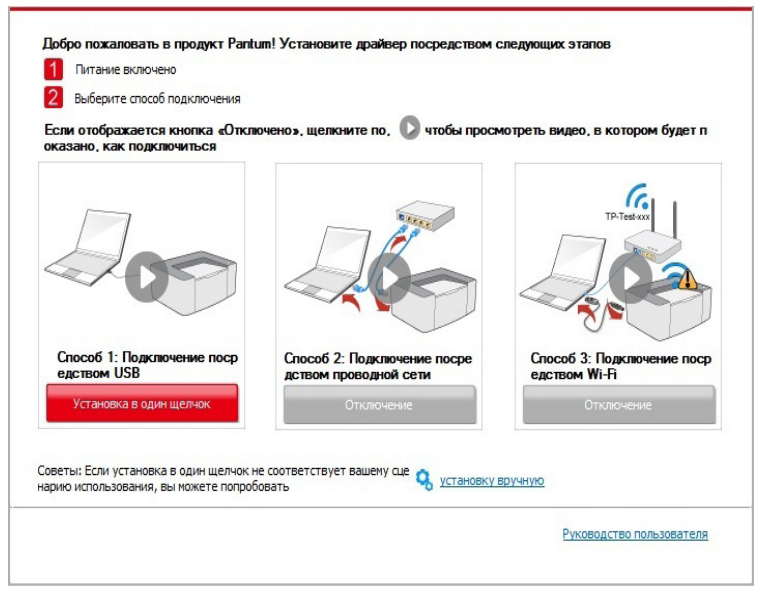 Добро пожаловать в продукт Pantum! Установите драйвер посредством следующих этапов
1 Питание включено
2 Выберите способ подключения
Если отображается кнопка «Отключено», щелкните по, чтобы просмотреть видео, в котором будет п
оказано, как подключиться
TP-Test-xxx
Способ 1: Подключение поср
едством USB
Установка в один щелчок
Способ 2: Подключение посре
дством проводной сети
Отключение
Способ 3: Подключение поср
едством Wi-Fi
Отключение
Советы: Если установка в один щелчок не соответствует вашему сце
нарию использования, вы можете попробовать
установку вручную
Руководство пользователя